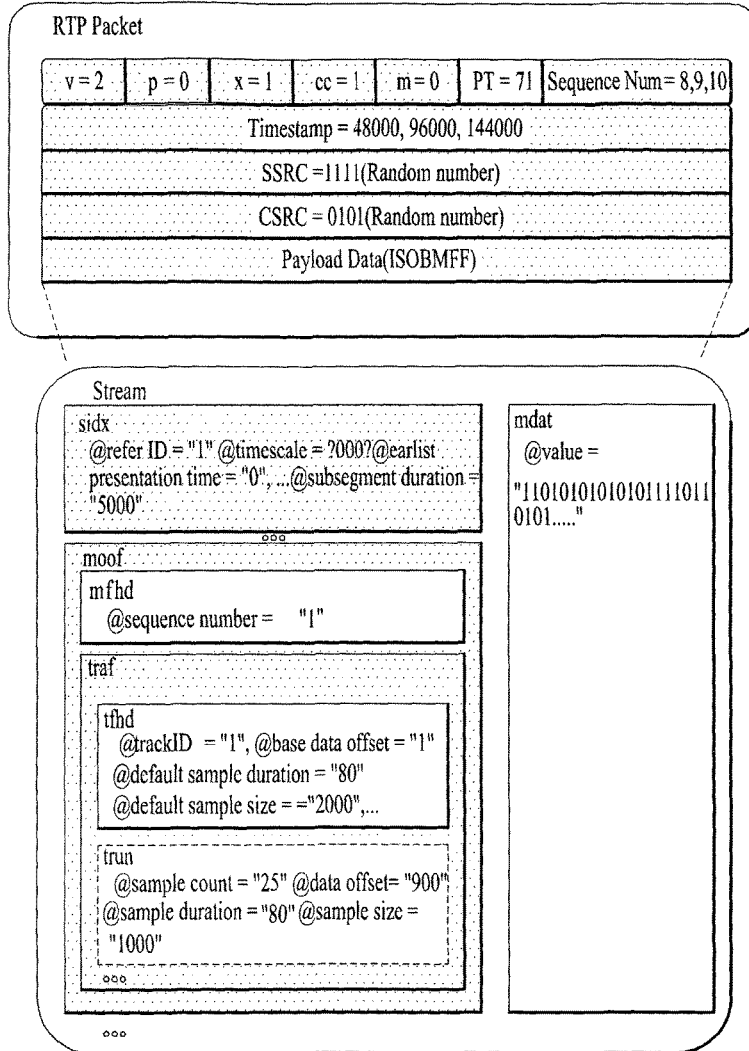 RTP Packet
v = 2 p = 0 x = 1 cc = 1 m = 0 PT = 71 Sequence Num = 8,9,10
Timestamp = 48000, 96000, 144000
SSRC =1111(Random number)
CSRC = 0101(Random number)
Payload Data(ISOBMFF)
Stream
sidx
@refer ID = "1" @timescale = ?000?@earlist
presentation time = "0", ...@subsegment duration =
"5000"
moof
mfhd
@sequence number = "1"
traf
tfhd
@trackID = "1", @base data offset = "1"
@default sample duration = "80"
@default sample size = ="2000",...
trun
@sample count = "25" @data offset= "900"
@sample duration = "80" @sample size =
"1000"
mdat
@value =
"11010101010101111011
0101....."